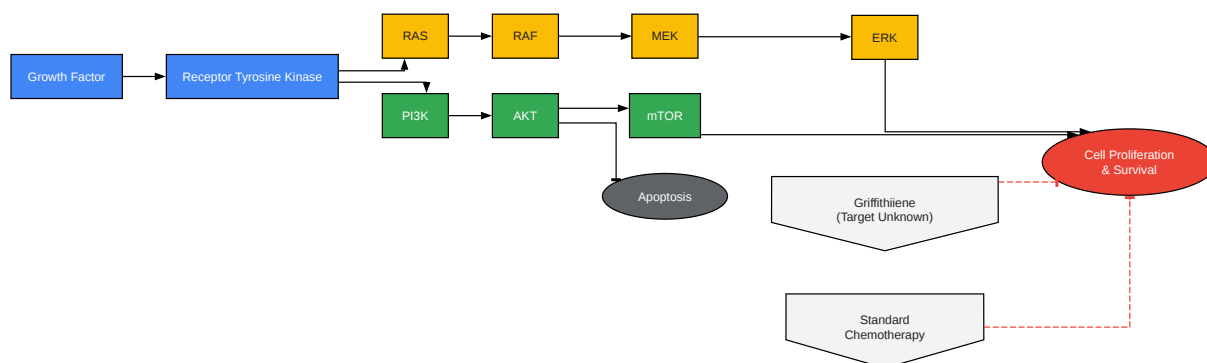 Growth Factor
Receptor Tyrosine Kinase
RAS
RAF
MEK
ERK
PI3K
AKT
mTOR
Apoptosis
Cell Proliferation
& Survival
Griffithiiene
(Target Unknown)
Standard
Chemotherapy